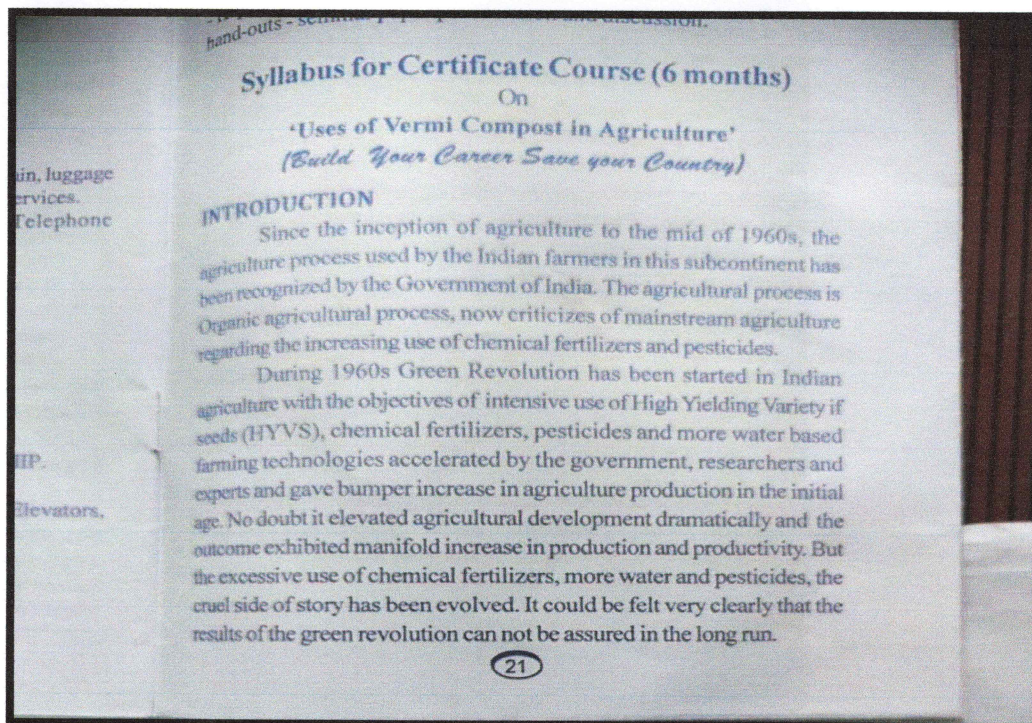 hand-outs -
discussion.
Syllabus for Certificate Course (6 months)
On
'Uses of Vermi Compost in Agriculture'
(Build Your Career Save your Country)
INTRODUCTION
Since the inception of agriculture to the mid of 1960s, the
agriculture process used by the Indian farmers in this subcontinent has
been recognized by the Government of India. The agricultural process is
Organic agricultural process, now criticizes of mainstream agriculture
regarding the increasing use of chemical fertilizers and pesticides.
During 1960s Green Revolution has been started in Indian
agriculture with the objectives of intensive use of High Yielding Variety if
seeds (HYVS), chemical fertilizers, pesticides and more water based
farming technologies accelerated by the government, researchers and
experts and gave bumper increase in agriculture production in the initial
age. No doubt it elevated agricultural development dramatically and the
outcome exhibited manifold increase in production and productivity. But
the excessive use of chemical fertilizers, more water and pesticides, the
cruel side of story has been evolved. It could be felt very clearly that the
results of the green revolution can not be assured in the long run.
21
luggage
Telephone
Elevators,